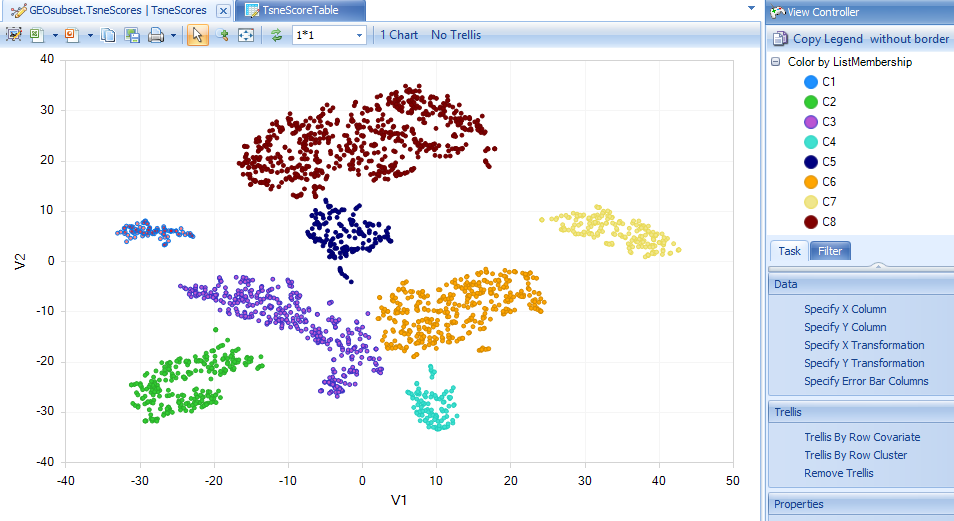 GEOsubset.TsneScores | TsneScores
TsneScoreTable
1*1
1 Chart
No Trellis
40
30
20
10
0
-10
-20
-30
-40
V2
-40
-30
-20
-10
0
10
20
30
40
50
V1
View Controller
Copy Legend without border
Color by ListMembership
C1
C2
C3
C4
C5
C6
C7
C8
Task
Filter
Data
Specify X Column
Specify Y Column
Specify X Transformation
Specify Y Transformation
Specify Error Bar Columns
Trellis
Trellis By Row Covariate
Trellis By Row Cluster
Remove Trellis
Properties